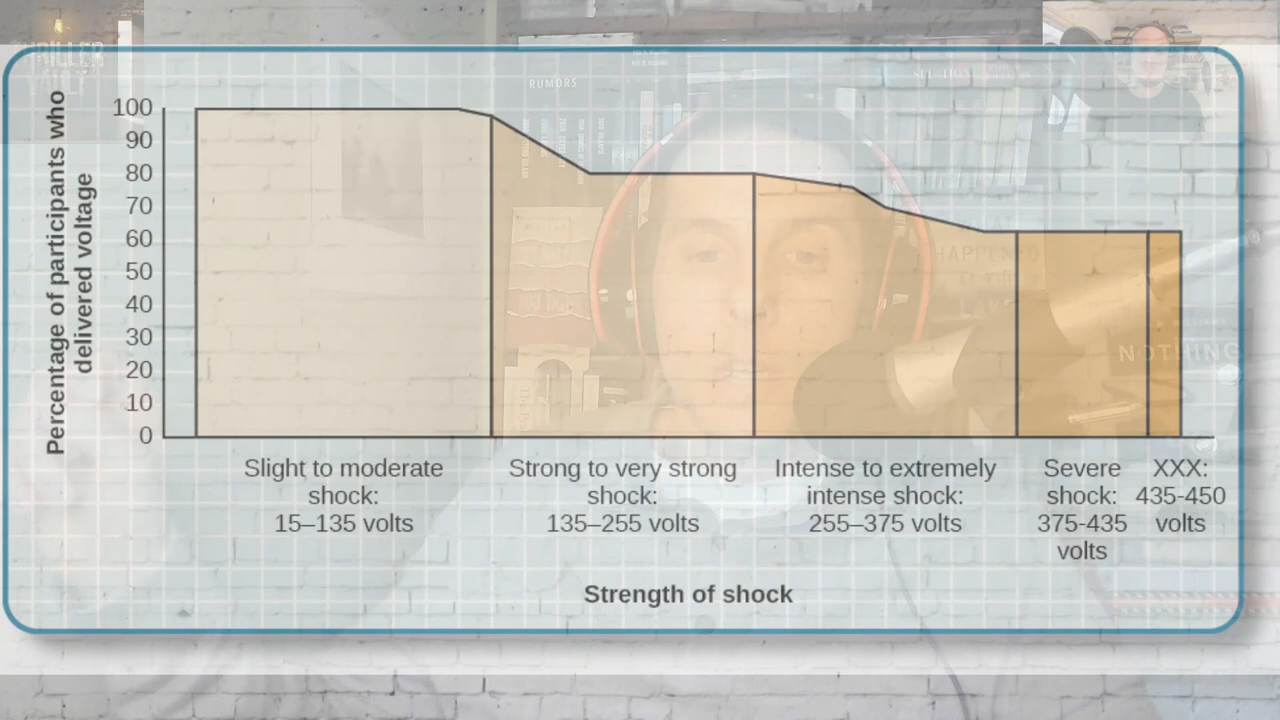 RUMORS
Percentage of participants who
delivered voltage
100
90
80
70
60
50
40
30
20
10
0
HAPPENED
NOTHING
Slight to moderate
shock:
15–135 volts
Strong to very strong
shock:
135–255 volts
Intense to extremely
intense shock:
255–375 volts
Severe
shock:
375-435
volts
XXX:
435-450
volts
Strength of shock